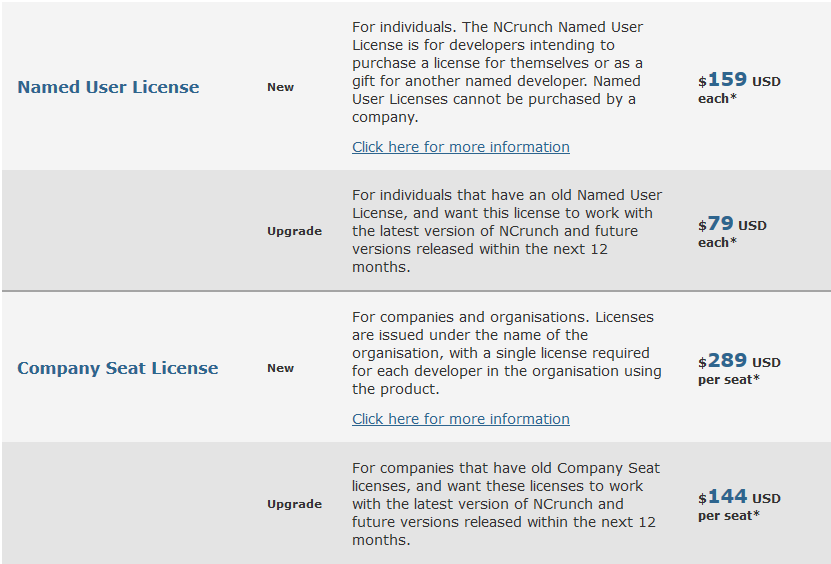 Named User License
New
For individuals. The NCrunch Named User
License is for developers intending to
purchase a license for themselves or as a
gift for another named developer. Named
User Licenses cannot be purchased by a
company.
Click here for more information
$159 USD
each*
Upgrade
For individuals that have an old Named User
License, and want this license to work with
the latest version of NCrunch and future
versions released within the next 12
months.
$79 USD
each*
Company Seat License
New
For companies and organisations. Licenses
are issued under the name of the
organisation, with a single license required
for each developer in the organisation using
the product.
Click here for more information
$289 USD
per seat*
Upgrade
For companies that have old Company Seat
licenses, and want these licenses to work
with the latest version of NCrunch and
future versions released within the next 12
months.
$144 USD
per seat*